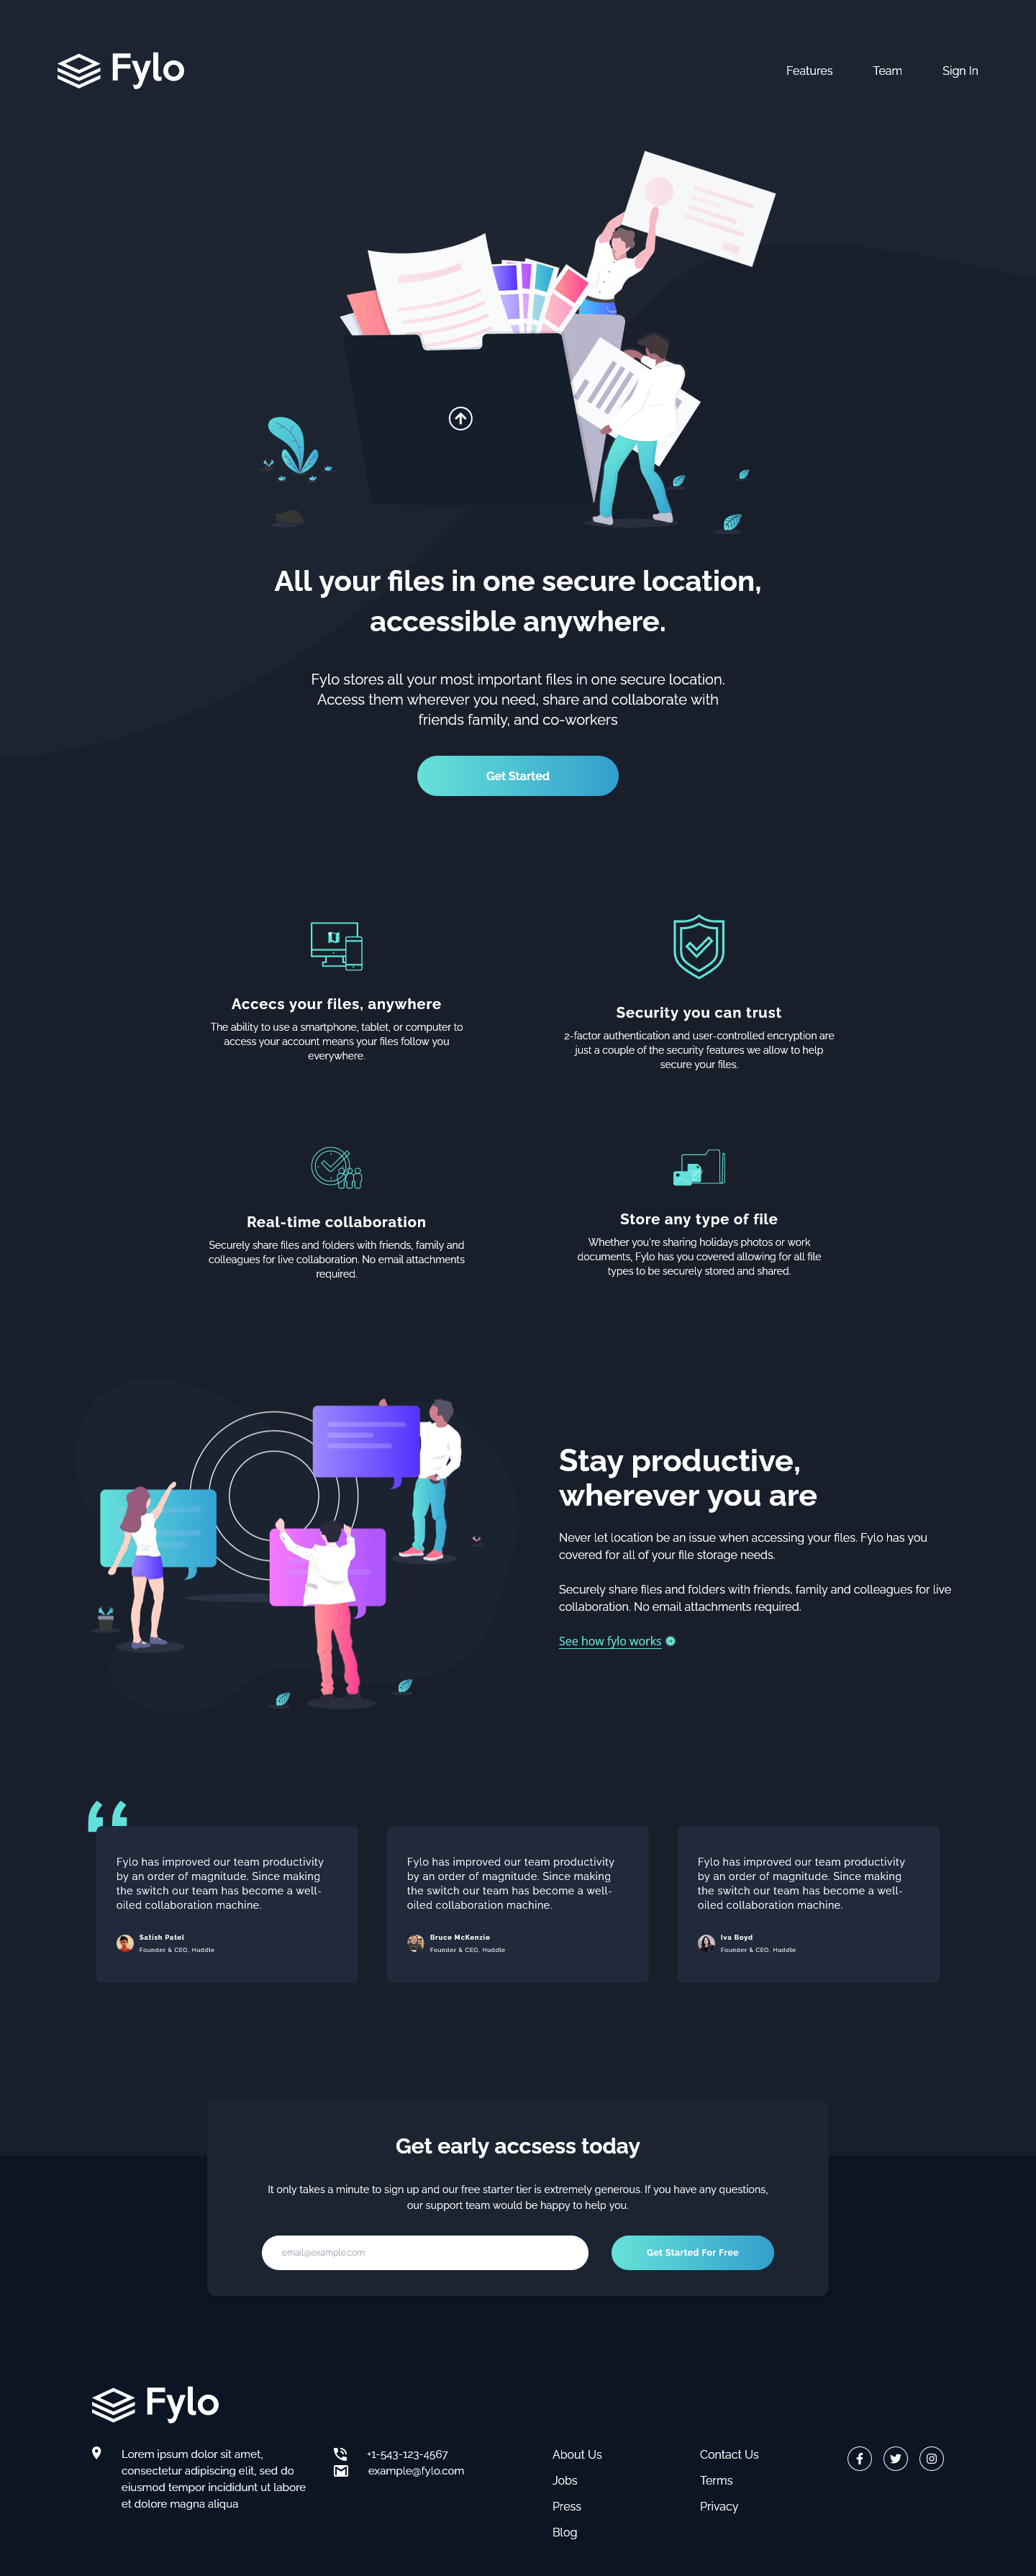 Fylo
Features
Team
Sign In
All your files in one secure location,
accessible anywhere.
Fylo stores all your most important files in one secure location.
Access them wherever you need, share and collaborate with
friends family, and co-workers
Get Started
Accecs your files, anywhere
The ability to use a smartphone, tablet, or computer to
access your account means your files follow you
everywhere.
Security you can trust
2-factor authentication and user-controlled encryption are
just a couple of the security features we allow to help
secure your files.
Real-time collaboration
Securely share files and folders with friends, family and
colleagues for live collaboration. No email attachments
required.
Store any type of file
Whether you're sharing holidays photos or work
documents, Fylo has you covered allowing for all file
types to be securely stored and shared.
Stay productive,
wherever you are
Never let location be an issue when accessing your files. Fylo has you
covered for all of your file storage needs.
Securely share files and folders with friends, family and colleagues for live
collaboration. No email attachments required.
See how fylo works
Fylo has improved our team productivity
by an order of magnitude. Since making
the switch our team has become a well-
oiled collaboration machine.
Satish Patel
Founder & CEO, Huddle
Fylo has improved our team productivity
by an order of magnitude. Since making
the switch our team has become a well-
oiled collaboration machine.
Bruce McKenzie
Founder & CEO, Huddle
Fylo has improved our team productivity
by an order of magnitude. Since making
the switch our team has become a well-
oiled collaboration machine.
Iva Boyd
Founder & CEO, Huddle
Get early accsess today
It only takes a minute to sign up and our free starter tier is extremely generous. If you have any questions,
our support team would be happy to help you.
email@example.com
Get Started For Free
Fylo
Lorem ipsum dolor sit amet,
consectetur adipiscing elit, sed do
eiusmod tempor incididunt ut labore
et dolore magna aliqua
+1-543-123-4567
example@fylo.com
About Us
Jobs
Press
Blog
Contact Us
Terms
Privacy